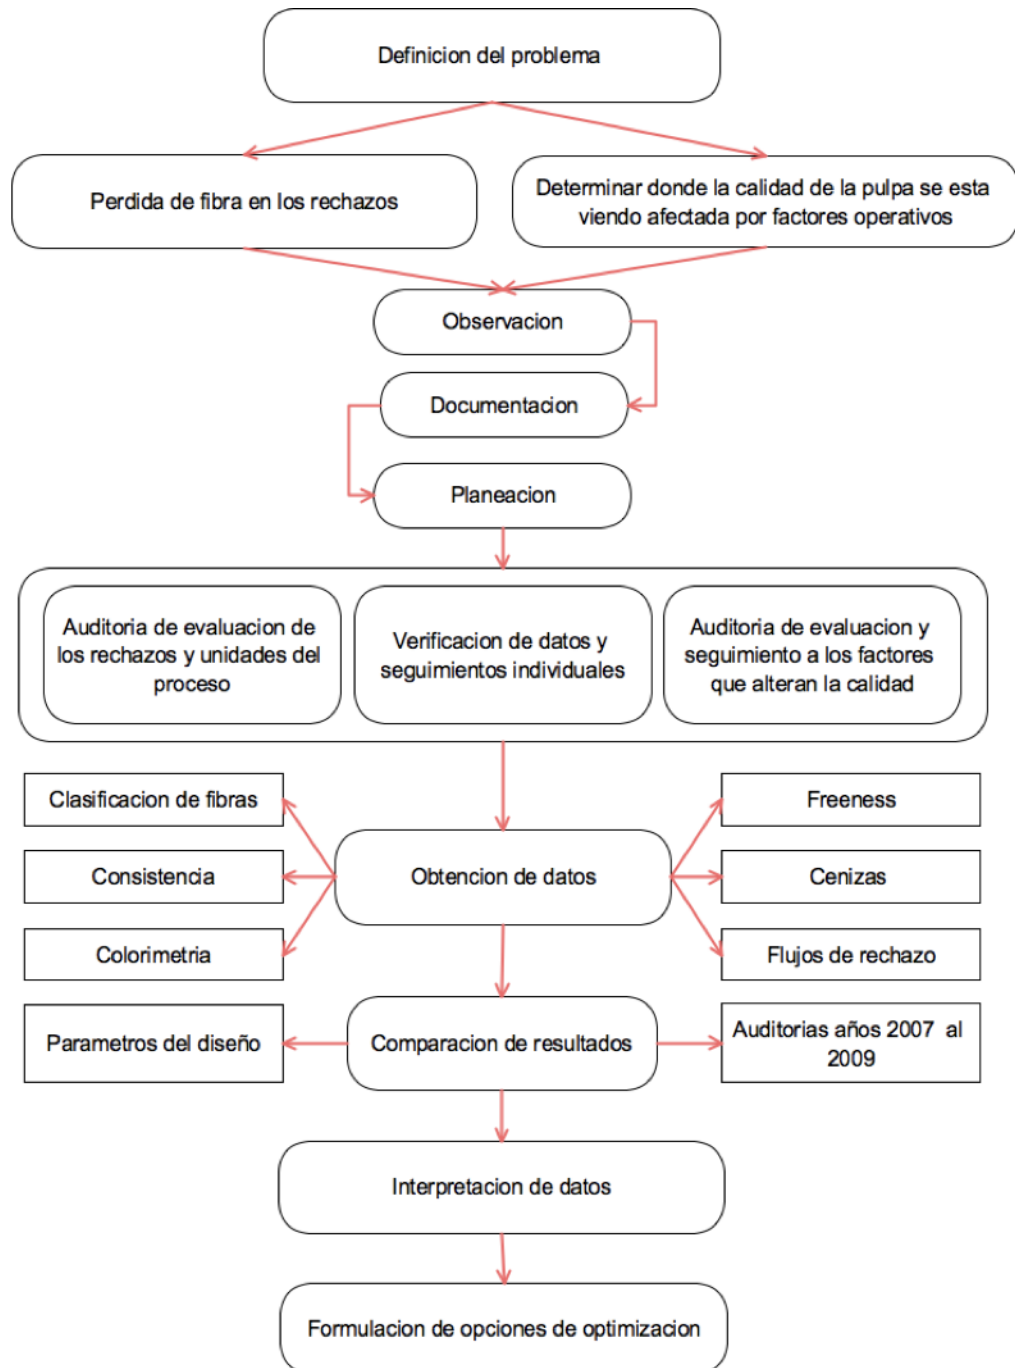 Definicion del problema
Perdida de fibra en los rechazos
Determinar donde la calidad de la pulpa se esta
viendo afectada por factores operativos
Observacion
Documentacion
Planeacion
Auditoria de evaluacion de
los rechazos y unidades del
proceso
Verificacion de datos y
seguimientos individuales
Auditoria de evaluacion y
seguimiento a los factores
que alteran la calidad
Clasificacion de fibras
Consistencia
Colorimetria
Obtencion de datos
Freeness
Cenizas
Flujos de rechazo
Parametros del diseño
Comparacion de resultados
Auditorias años 2007 al
2009
Interpretacion de datos
Formulacion de opciones de optimizacion